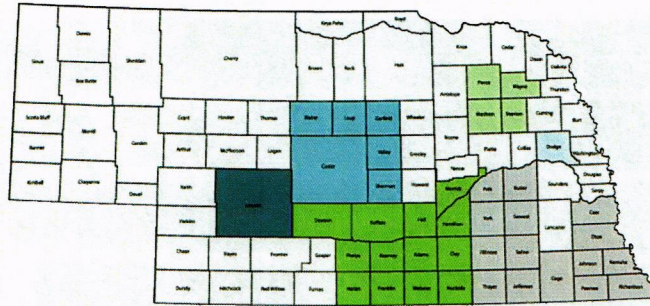 Keya Paha Boyd
Dawes
Sioux Sheridan Cherry Brown Rock Holt Knox Cedar Dixon Dakota
Box Butte
Antelope Pierce Wayne Thurston
Scotts Bluff Morrill Garden Grant Hooker Thomas Blaine Loup Garfield Wheeler Madison Stanton Cuming Burt
Banner Arthur McPherson Logan Custer Valley Greeley Boone Platte Colfax Dodge Washington
Kimball Cheyenne Deuel Keith Lincoln Sherman Howard Nance Merrick Polk Butler Saunders Douglas
Sarpy
Perkins Dawson Buffalo Hall Hamilton York Seward Lancaster Cass
Otoe
Chase Hayes Frontier Gosper Phelps Kearney Adams Clay Fillmore Saline Gage Johnson Nemaha
Dundy Hitchcock Red Willow Furnas Harlan Franklin Webster Nuckolls Thayer Jefferson Pawnee Richardson